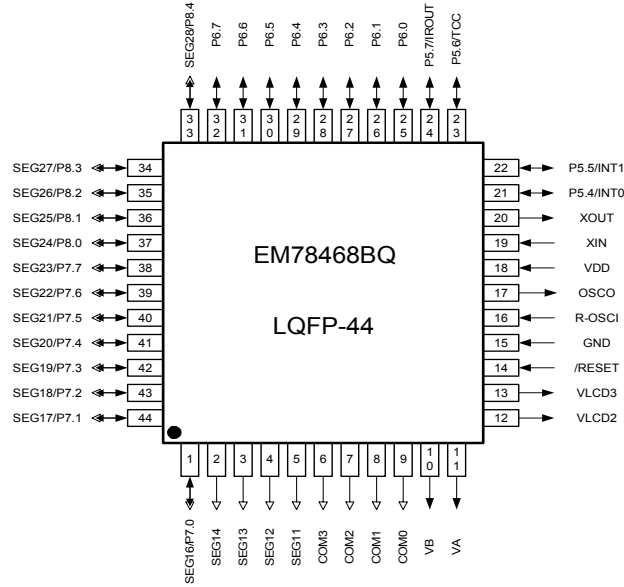 SEG28/P8.4
P6.7
P6.6
P6.5
P6.4
P6.3
P6.2
P6.1
P6.0
P5.7/IROUT
P5.6/TCC
33
32
31
30
29
28
27
26
25
24
23
SEG27/P8.3 34
SEG26/P8.2 35
SEG25/P8.1 36
SEG24/P8.0 37
SEG23/P7.7 38
SEG22/P7.6 39
SEG21/P7.5 40
SEG20/P7.4 41
SEG19/P7.3 42
SEG18/P7.2 43
SEG17/P7.1 44
EM78468BQ
LQFP-44
22 P5.5/INT1
21 P5.4/INT0
20 XOUT
19 XIN
18 VDD
17 OSCO
16 R-OSCI
15 GND
14 /RESET
13 VLCD3
12 VLCD2
1
2
3
4
5
6
7
8
9
10
11
SEG16/P7.0
SEG14
SEG13
SEG12
SEG11
COM3
COM2
COM1
COM0
VB
VA